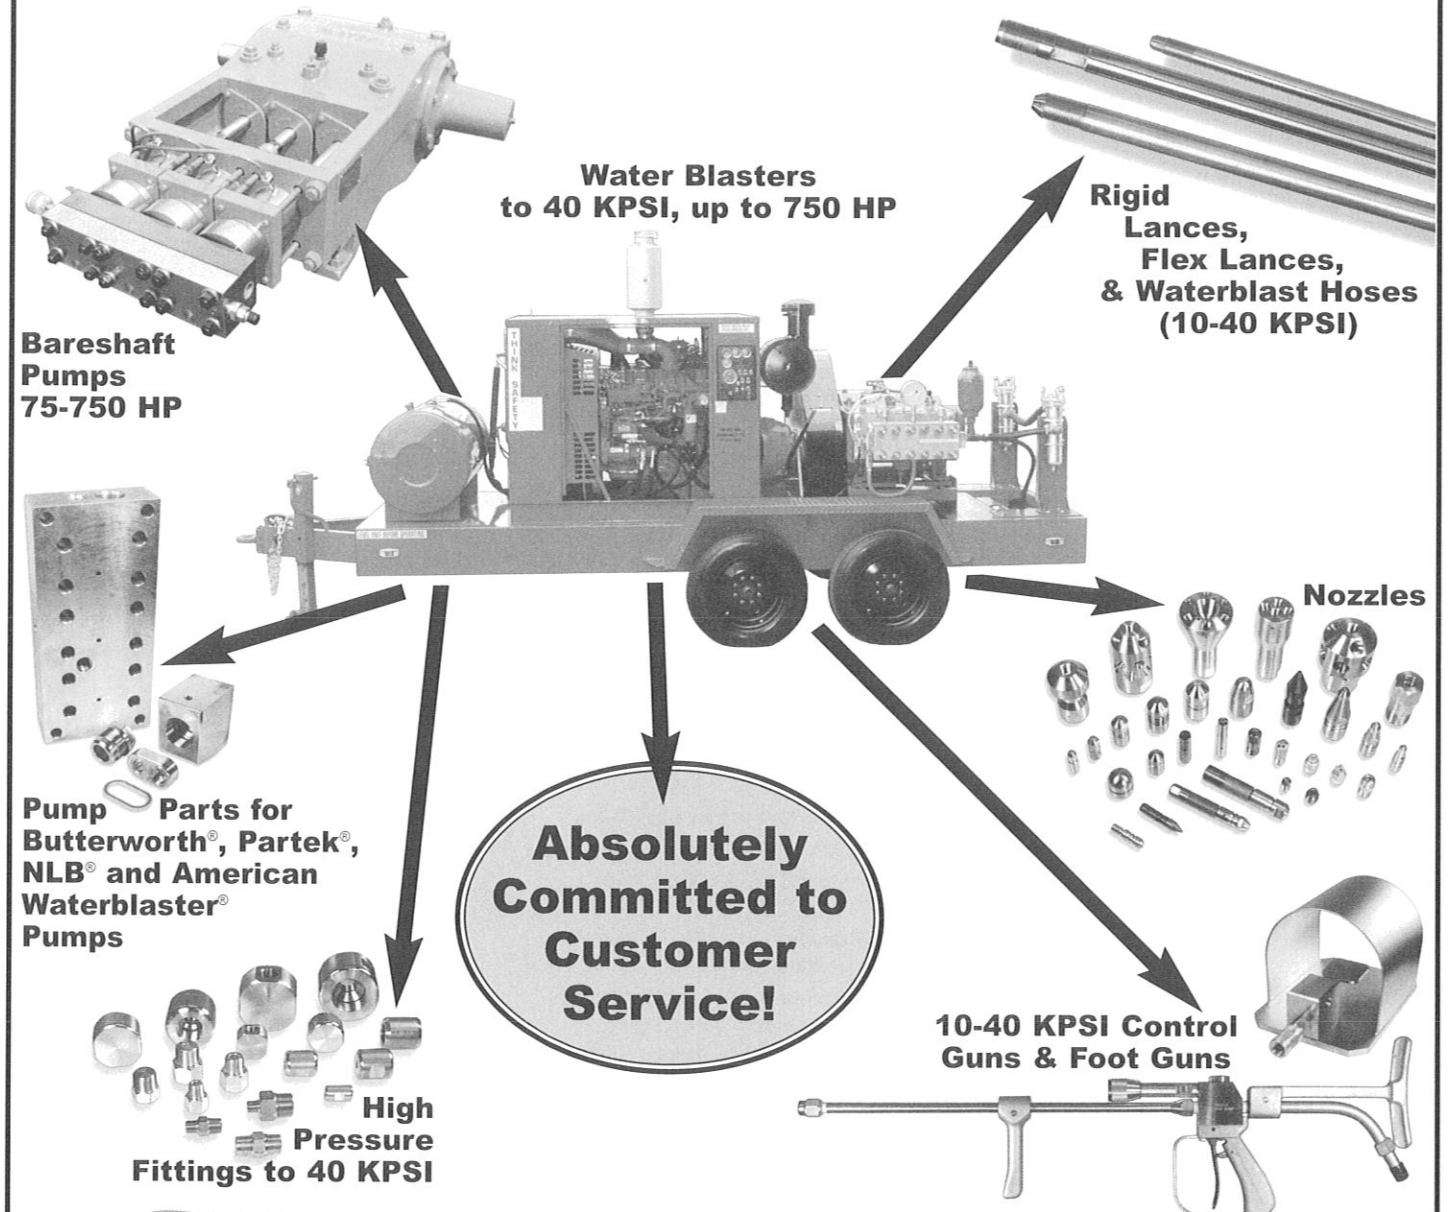 Water Blasters
to 40 KPSI, up to 750 HP
Rigid
Lances,
Flex Lances,
& Waterblast Hoses
(10-40 KPSI)
Bareshaft
Pumps
75-750 HP
THINK SAFETY
Nozzles
Pump Parts for
Butterworth®, Partek®,
NLB® and American
Waterblaster®
Pumps
Absolutely
Committed to
Customer
Service!
10-40 KPSI Control
Guns & Foot Guns
High
Pressure
Fittings to 40 KPSI